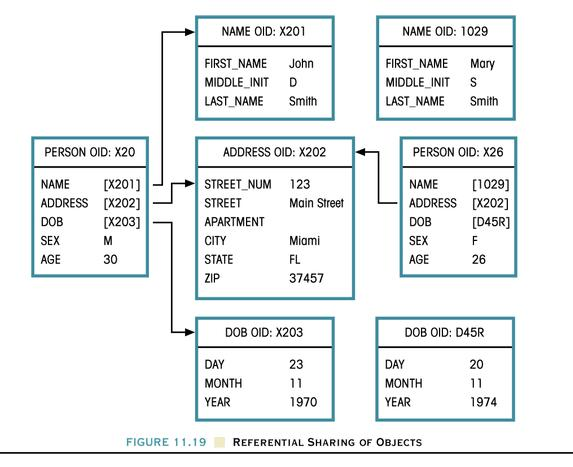 NAME OID: X201
FIRST_NAME John
MIDDLE_INIT D
LAST_NAME Smith
NAME OID: 1029
FIRST_NAME Mary
MIDDLE_INIT S
LAST_NAME Smith
PERSON OID: X20
NAME [X201]
ADDRESS [X202]
DOB [X203]
SEX M
AGE 30
ADDRESS OID: X202
STREET_NUM 123
STREET Main Street
APARTMENT
CITY Miami
STATE FL
ZIP 37457
PERSON OID: X26
NAME [1029]
ADDRESS [X202]
DOB [D45R]
SEX F
AGE 26
DOB OID: X203
DAY 23
MONTH 11
YEAR 1970
DOB OID: D45R
DAY 20
MONTH 11
YEAR 1974
FIGURE 11.19 REFERENTIAL SHARING OF OBJECTS